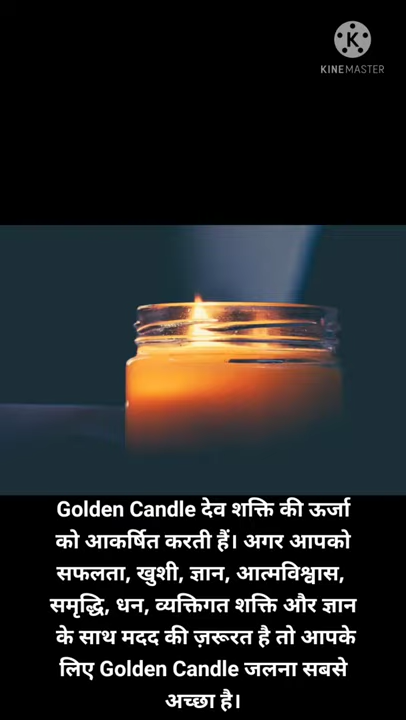 KINEMASTER
Golden Candle देव शक्ति की ऊर्जा
को आकर्षित करती हैं। अगर आपको
सफलता, खुशी, ज्ञान, आत्मविश्वास,
समृद्धि, धन, व्यक्तिगत शक्ति और ज्ञान
के साथ मदद की ज़रूरत है तो आपके
लिए Golden Candle जलना सबसे
अच्छा है।